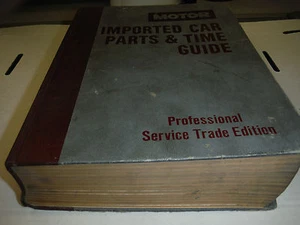 MOTOR
IMPORTED CAR
PARTS & TIME
GUIDE
Professional
Service Trade Edition